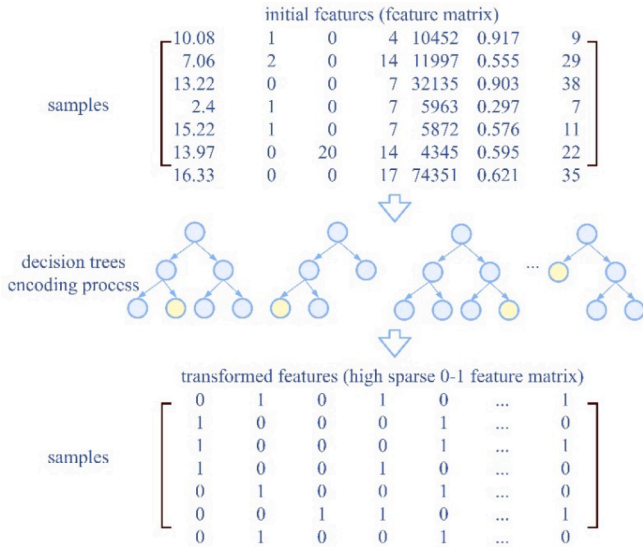 initial features (feature matrix)
10.08 1 0 4 10452 0.917 9
7.06 2 0 14 11997 0.555 29
13.22 0 0 7 32135 0.903 38
samples 2.4 1 0 7 5963 0.297 7
15.22 1 0 7 5872 0.576 11
13.97 0 20 14 4345 0.595 22
16.33 0 0 17 74351 0.621 35
decision trees
encoding process
...
transformed features (high sparse 0-1 feature matrix)
0 1 0 1 0 ... 1
1 0 0 0 1 ... 0
1 0 0 0 1 ... 1
samples 1 0 0 1 0 ... 0
0 1 0 0 1 ... 0
0 0 1 1 0 ... 1
0 1 0 0 1 ... 0